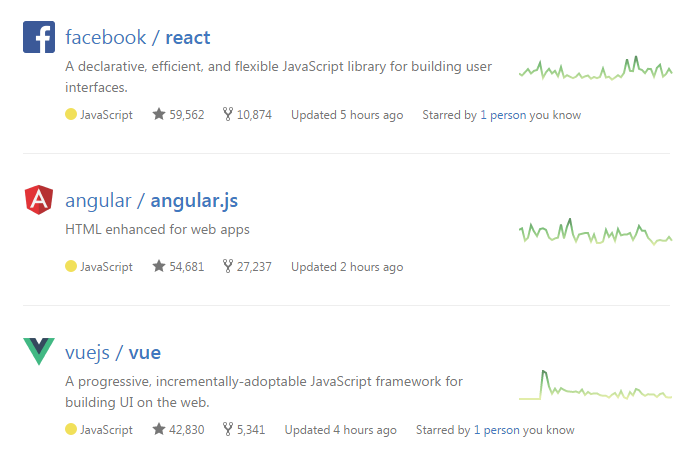 facebook / react
A declarative, efficient, and flexible JavaScript library for building user
interfaces.
JavaScript 59,562 10,874 Updated 5 hours ago Starred by 1 person you know
A
angular / angular.js
HTML enhanced for web apps
JavaScript 54,681 27,237 Updated 2 hours ago
vuejs / vue
A progressive, incrementally-adoptable JavaScript framework for
building UI on the web.
JavaScript 42,830 5,341 Updated 4 hours ago Starred by 1 person you know